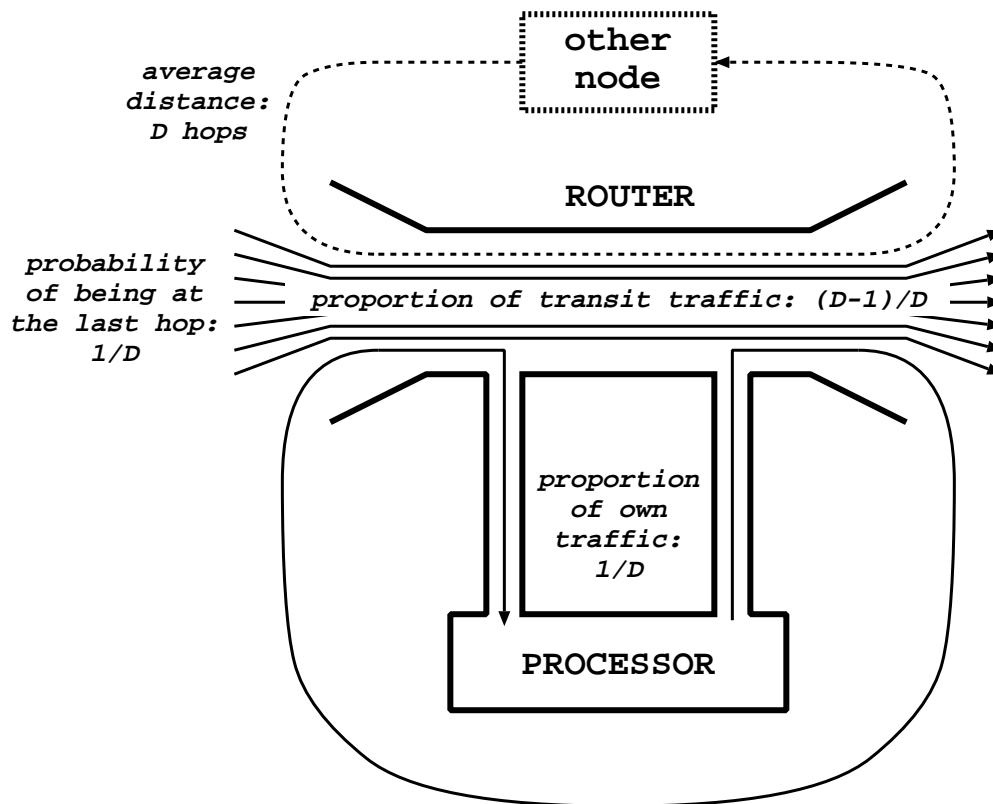 other
node
average
distance:
D hops
ROUTER
probability
of being at
the last hop:
1/D
proportion of transit traffic: (D-1)/D
proportion
of own
traffic:
1/D
PROCESSOR